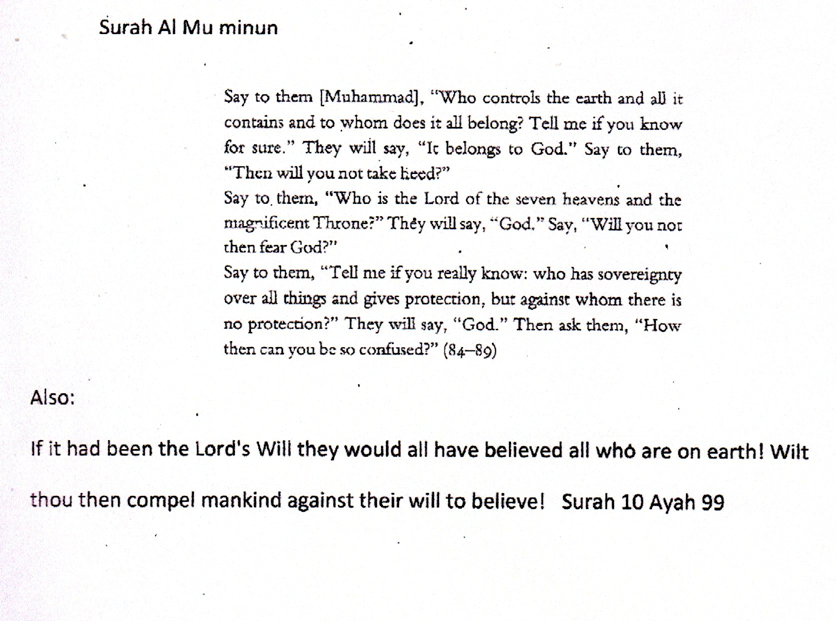 Surah Al Mu minun
Say to them [Muhammad], “Who controls the earth and all it
contains and to whom does it all belong? Tell me if you know
for sure.” They will say, “It belongs to God.” Say to them,
“Then will you not take heed?”
Say to them, “Who is the Lord of the seven heavens and the
magnificent Throne?” They will say, “God.” Say, “Will you not
then fear God?”
Say to them, “Tell me if you really know: who has sovereignty
over all things and gives protection, but against whom there is
no protection?” They will say, “God.” Then ask them, “How
then can you be so confused?” (84–89)
Also:
If it had been the Lord's Will they would all have believed all who are on earth! Wilt
thou then compel mankind against their will to believe! Surah 10 Ayah 99